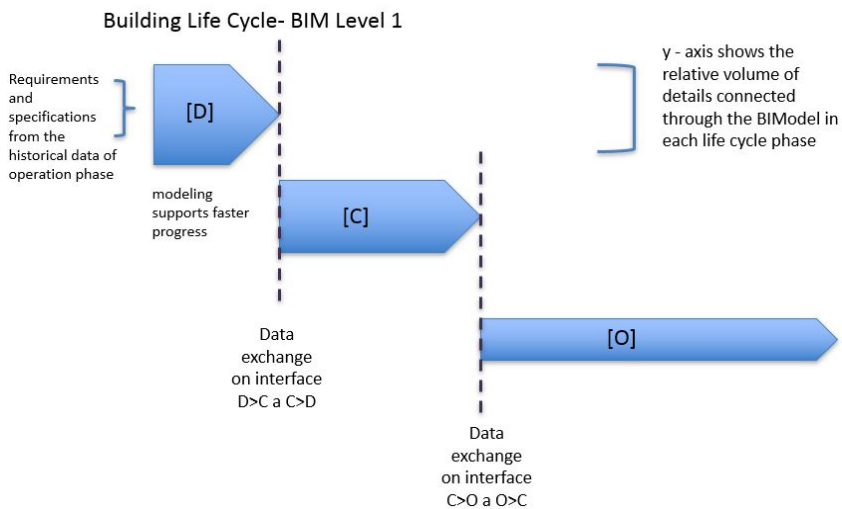 Building Life Cycle- BIM Level 1
Requirements
and
specifications
from the
historical data of
operation phase
[D]
y - axis shows the
relative volume of
details connected
through the BIModel in
each life cycle phase
modeling
supports faster
progress
[C]
[O]
Data
exchange
on interface
D>C a C>D
Data
exchange
on interface
C>O a O>C